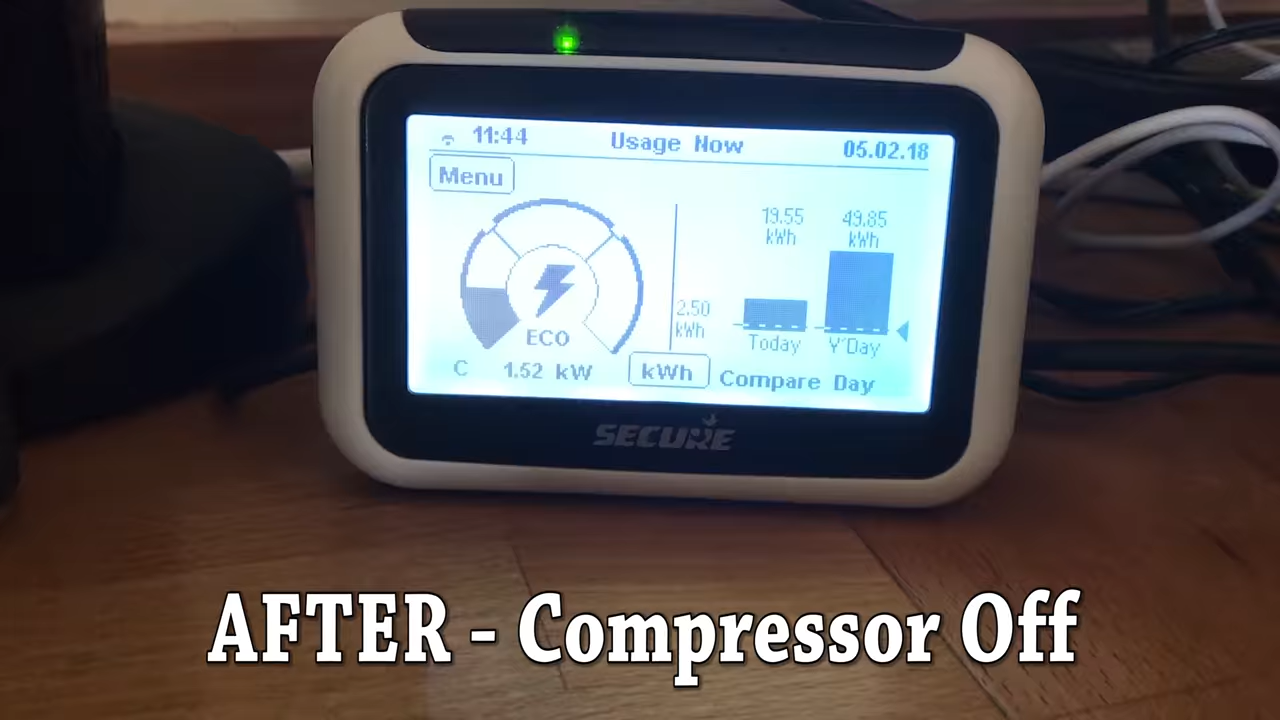 11:44 Usage Now 05.02.18
Menu
19.55 kWh
49.85 kWh
2.50 kWh
ECO
Today
Y'Day
C 1.52 kW
kWh
Compare Day
SECURE
AFTER - Compressor Off